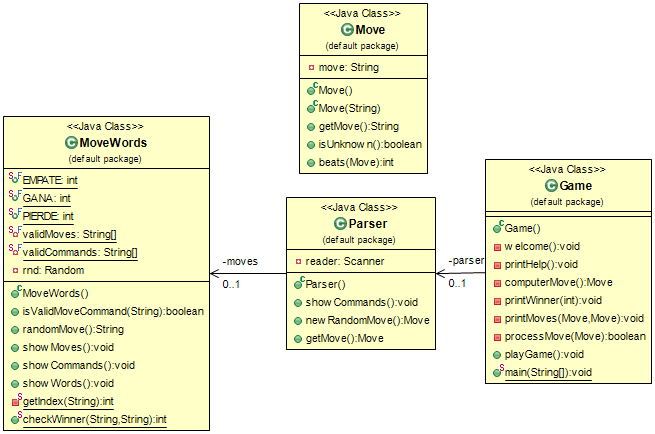 <<Java Class>>
Move
(default package)
move: String
Move()
Move(String)
getMove():String
isUnknown():boolean
beats(Move):int
<<Java Class>>
MoveWords
(default package)
EMPATE: int
GANA: int
PIERDE: int
validMoves: String[]
validCommands: String[]
rnd: Random
MoveWords()
isValidMoveCommand(String):boolean
randomMove():String
showMoves():void
showCommands():void
showWords():void
getIndex(String):int
checkWinner(String,String):int
-moves
0..1
<<Java Class>>
Parser
(default package)
reader: Scanner
Parser()
showCommands():void
newRandomMove():Move
getMove():Move
-parser
0..1
<<Java Class>>
Game
(default package)
Game()
welcome():void
printHelp():void
computerMove():Move
printWinner(int):void
printMoves(Move,Move):void
processMove(Move):boolean
playGame():void
main(String[]):void